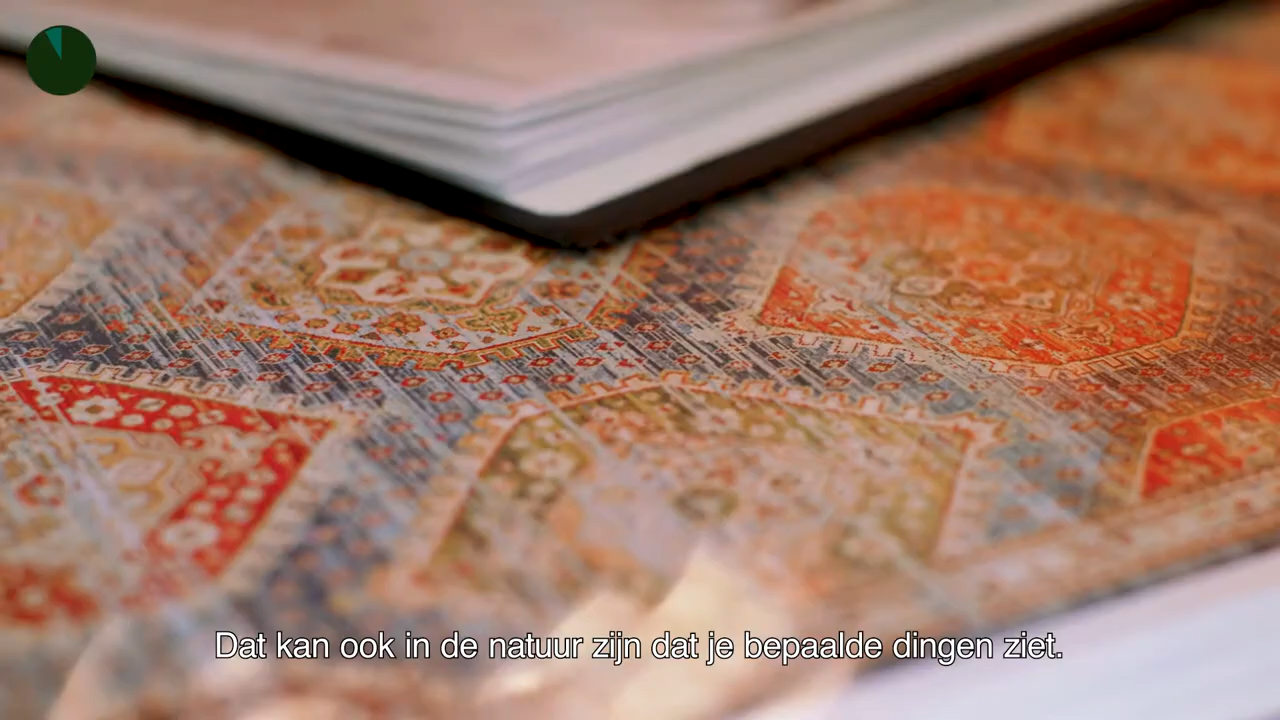 Dat kan ook in de natuur zijn dat je bepaalde dingen ziet.